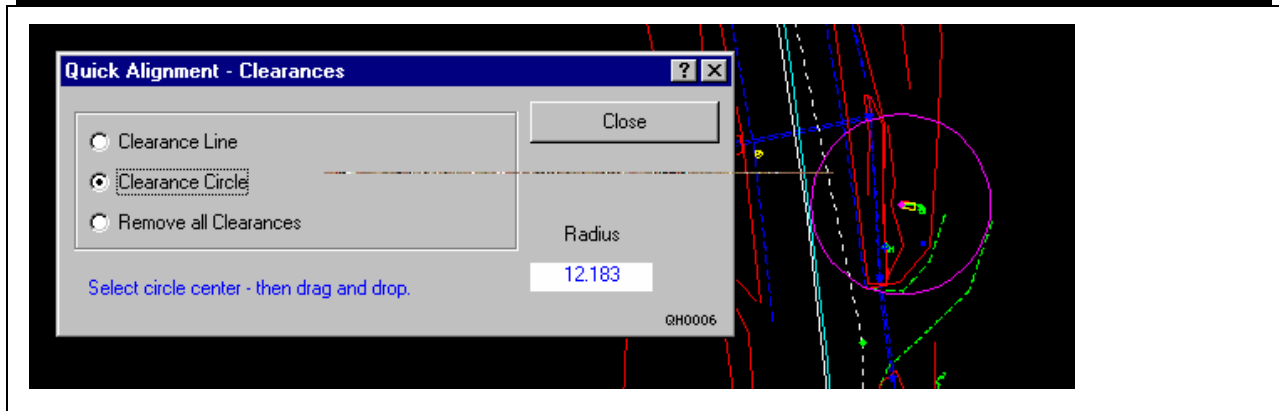 Quick Alignment - Clearances
Close
Clearance Line
Clearance Circle
Remove all Clearances
Radius
12.183
Select circle center - then drag and drop.
QH0006